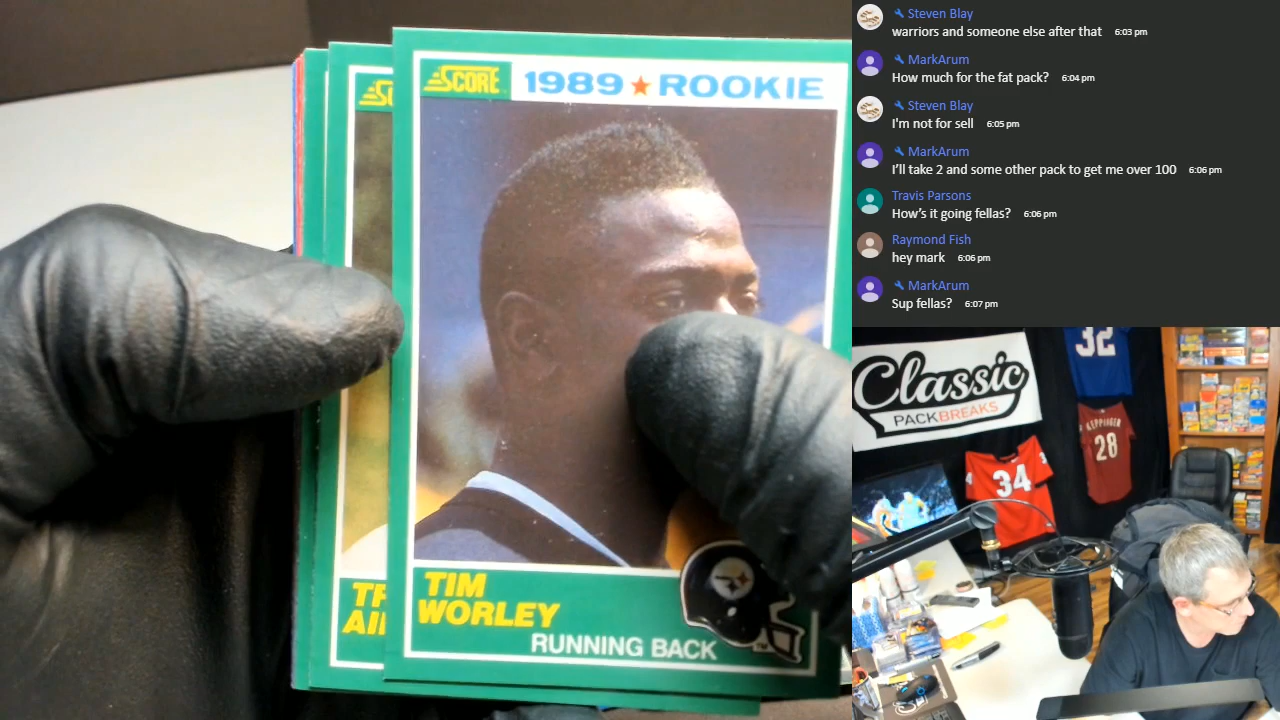 SCORE
1989 ★ ROOKIE
TIM
WORLEY
RUNNING BACK
Steven Blay
warriors and someone else after that 6:03 pm
MarkArum
How much for the fat pack? 6:04 pm
Steven Blay
I'm not for sell 6:05 pm
MarkArum
I'll take 2 and some other pack to get me over 100 6:06 pm
Travis Parsons
How's it going fellas? 6:06 pm
Raymond Fish
hey mark 6:06 pm
MarkArum
Sup fellas? 6:07 pm
Classic
PACKBREAKS
32
KEPPINGER
28
34